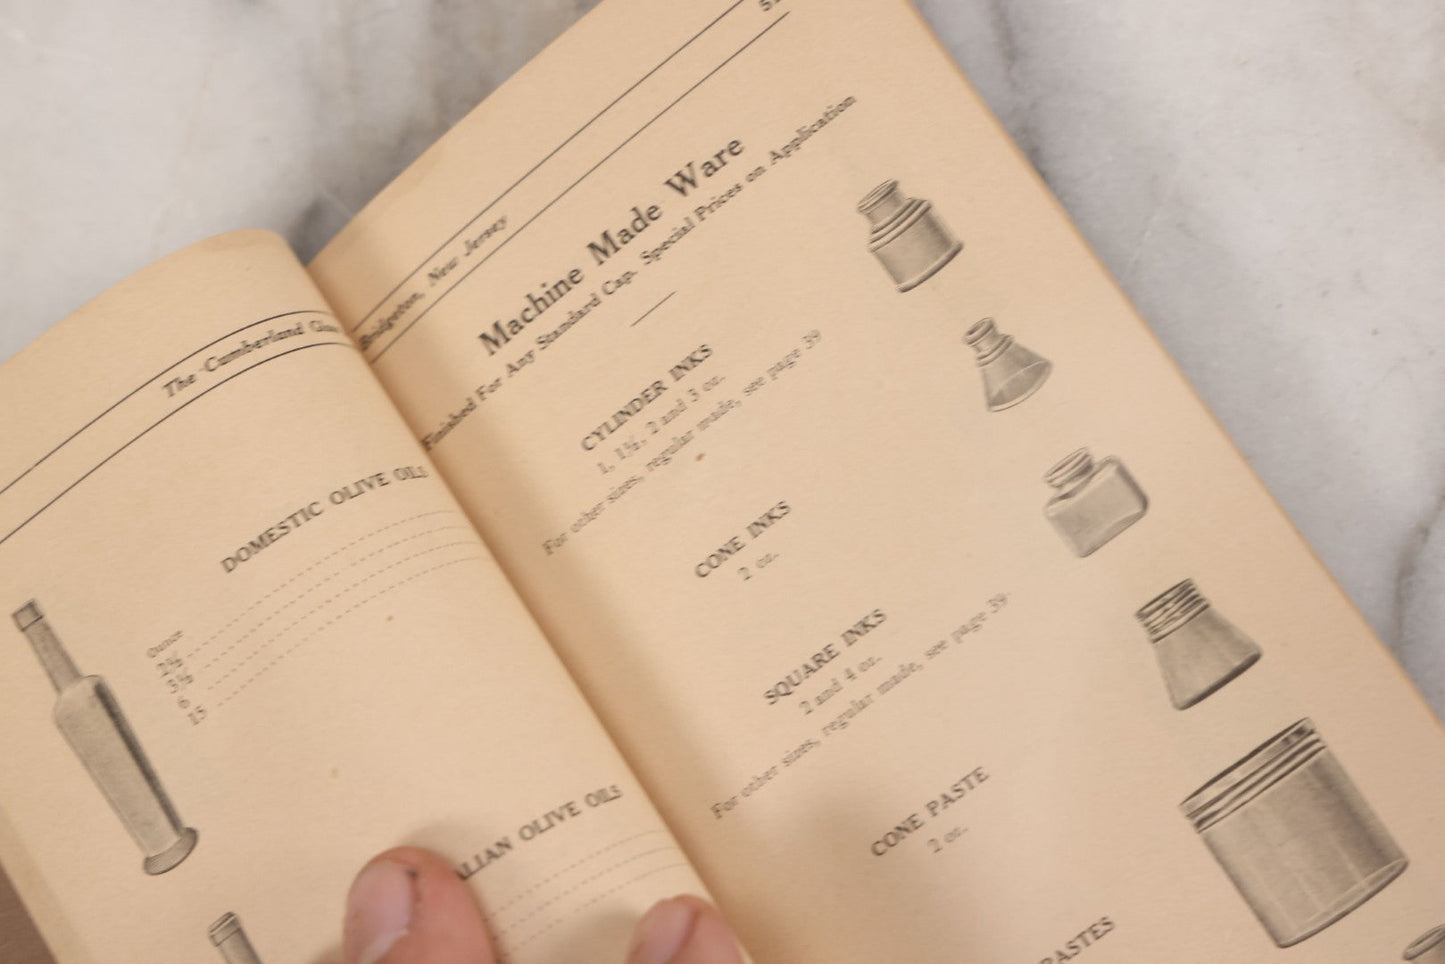 The Cumberland Glass
DOMESTIC OLIVE OILS
Ounce
2½
3½
6
15
ALIAN OLIVE OILS
Bridgeton, New Jersey
51
Machine Made Ware
Finished For Any Standard Cap. Special Prices on Application
CYLINDER INKS
1, 1½, 2 and 3 oz.
For other sizes, regular made, see page 39
CONE INKS
2 oz.
SQUARE INKS
2 and 4 oz.
For other sizes, regular made, see page 39.
CONE PASTE
2 oz.
PASTES